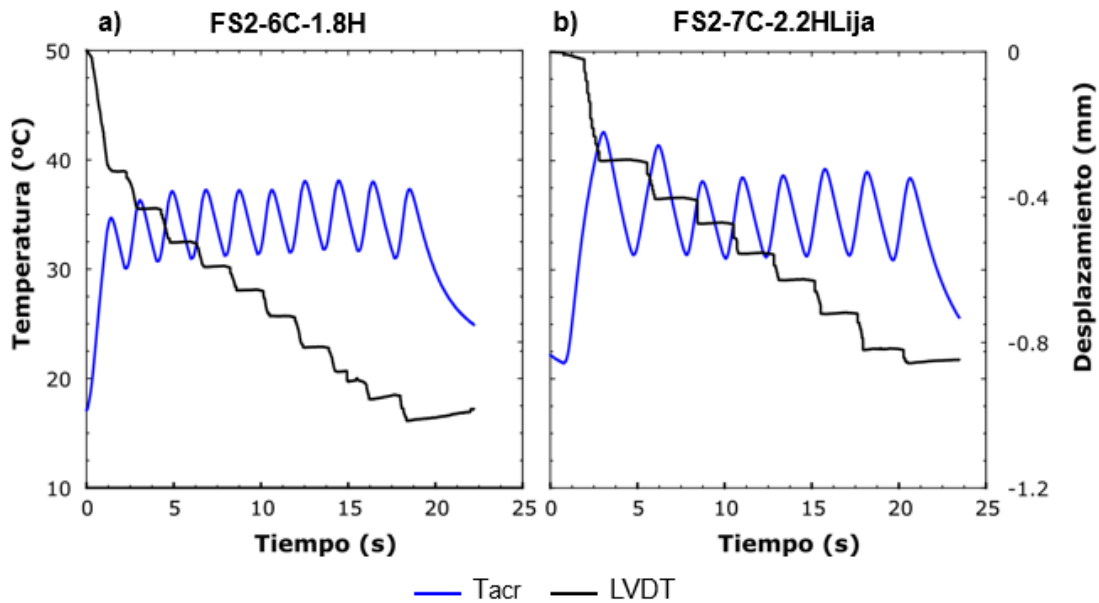 a) FS2-6C-1.8H
b) FS2-7C-2.2HLija
Temperatura (ºC)
50
40
30
20
10
0 5 10 15 20 25
Tiempo (s)
0 5 10 15 20 25
Tiempo (s)
0
-0.4
-0.8
-1.2
Desplazamiento (mm)
Tacr LVDT